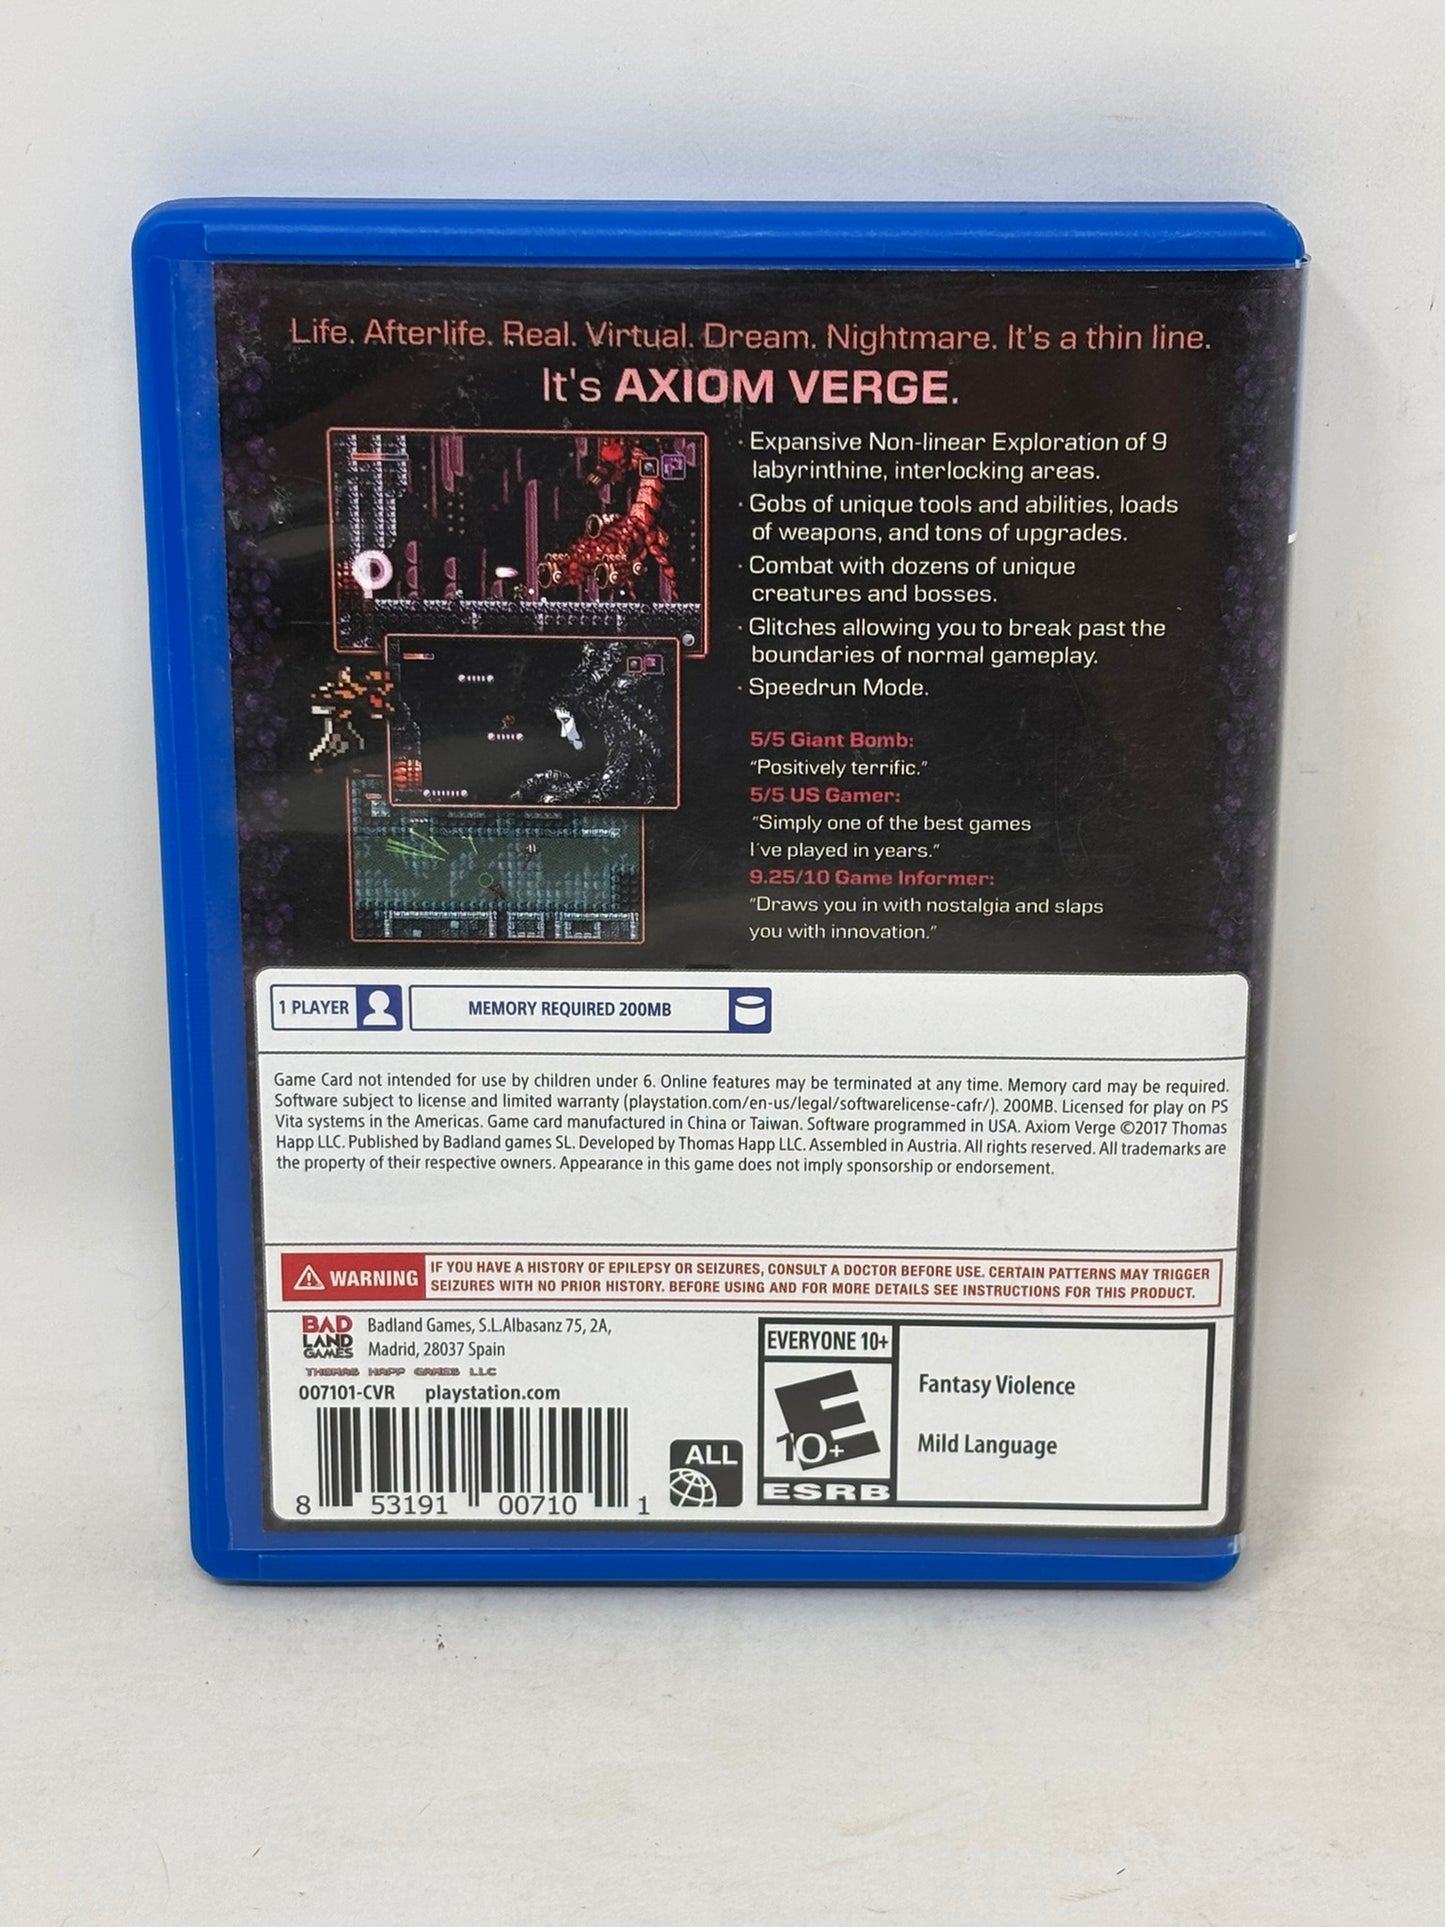 Life. Afterlife. Real. Virtual. Dream. Nightmare. It's a thin line.
It's AXIOM VERGE.
· Expansive Non-linear Exploration of 9
labyrinthine, interlocking areas.
· Gobs of unique tools and abilities, loads
of weapons, and tons of upgrades.
· Combat with dozens of unique
creatures and bosses.
· Glitches allowing you to break past the
boundaries of normal gameplay.
· Speedrun Mode.
5/5 Giant Bomb:
"Positively terrific."
5/5 US Gamer:
"Simply one of the best games
I've played in years."
9.25/10 Game Informer:
"Draws you in with nostalgia and slaps
you with innovation."
1 PLAYER
MEMORY REQUIRED 200MB
Game Card not intended for use by children under 6. Online features may be terminated at any time. Memory card may be required.
Software subject to license and limited warranty (playstation.com/en-us/legal/softwarelicense-cafr/). 200MB. Licensed for play on PS
Vita systems in the Americas. Game card manufactured in China or Taiwan. Software programmed in USA. Axiom Verge ©2017 Thomas
Happ LLC. Published by Badland games SL. Developed by Thomas Happ LLC. Assembled in Austria. All rights reserved. All trademarks are
the property of their respective owners. Appearance in this game does not imply sponsorship or endorsement.
WARNING
IF YOU HAVE A HISTORY OF EPILEPSY OR SEIZURES, CONSULT A DOCTOR BEFORE USE. CERTAIN PATTERNS MAY TRIGGER
SEIZURES WITH NO PRIOR HISTORY. BEFORE USING AND FOR MORE DETAILS SEE INSTRUCTIONS FOR THIS PRODUCT.
BAD
LAND
GAMES
Badland Games, S.L.Albasanz 75, 2A,
Madrid, 28037 Spain
THOMAS HAPP GAMES LLC
007101-CVR playstation.com
8 53191 00710 1
ALL
EVERYONE 10+
E
10+
ESRB
Fantasy Violence
Mild Language